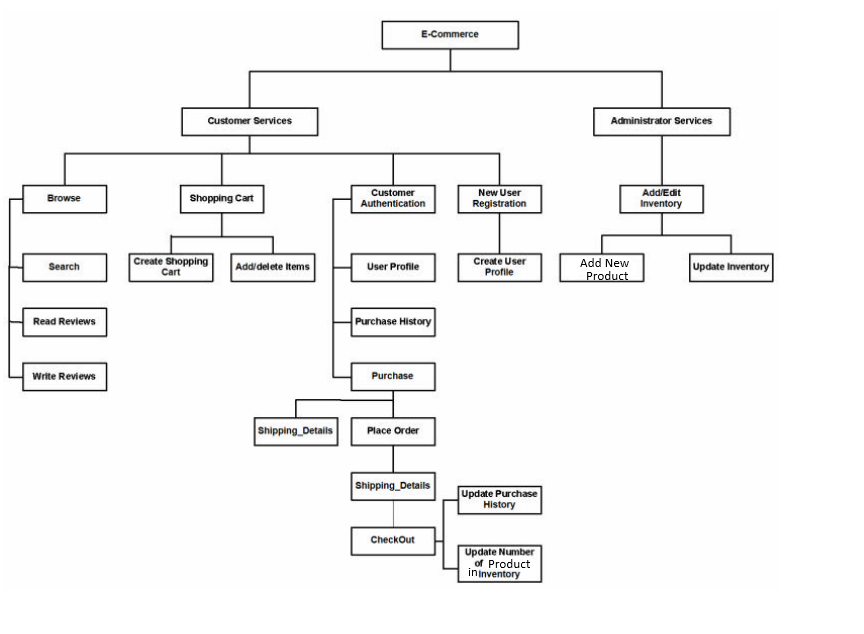 E-Commerce
Customer Services
Administrator Services
Browse
Shopping Cart
Customer
Authentication
New User
Registration
Add/Edit
Inventory
Search
Create Shopping
Cart
Add/delete Items
User Profile
Create User
Profile
Add New
Product
Update Inventory
Read Reviews
Purchase History
Write Reviews
Purchase
Shipping_Details
Place Order
Shipping_Details
Update Purchase
History
CheckOut
Update Number
of Product
in Inventory